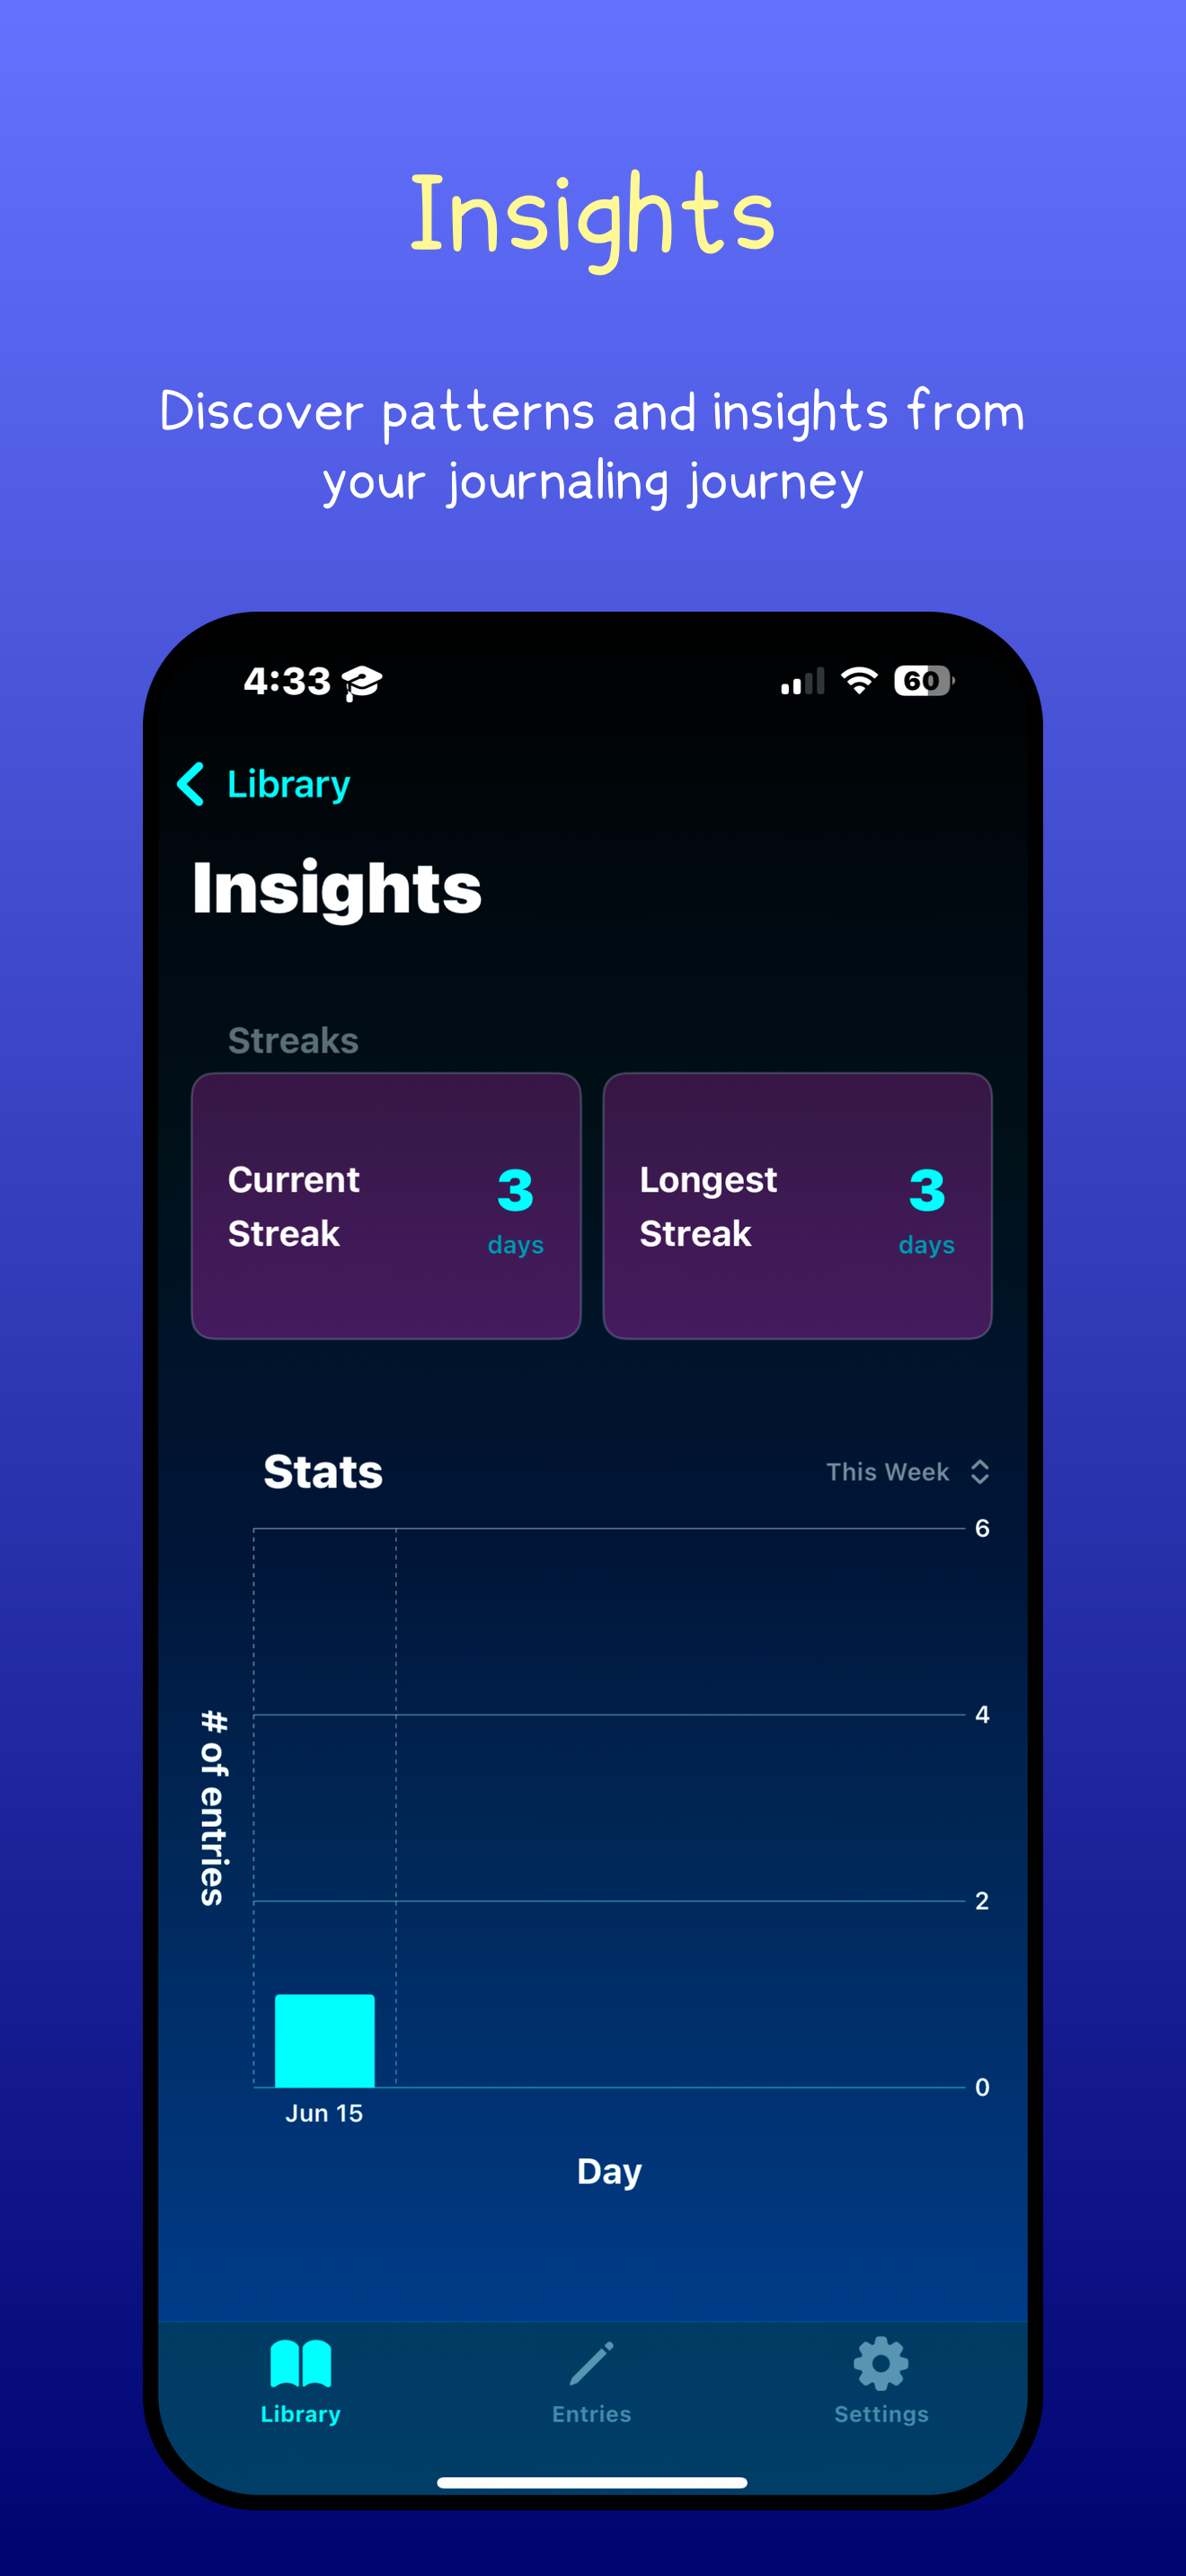 Insights
Discover patterns and insights from
your journaling journey
4:33
60
Library
Insights
Streaks
Current
Streak
3
days
Longest
Streak
3
days
Stats
This Week
6
4
2
0
# of entries
Jun 15
Day
Library
Entries
Settings